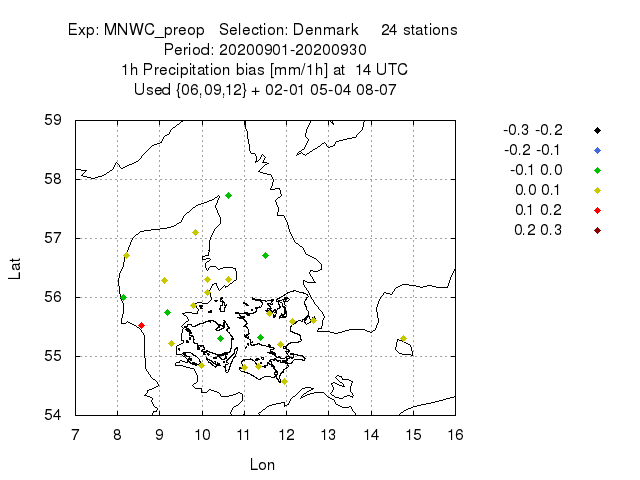 Exp: MNWC_preop   Selection: Denmark     24 stations
Period: 20200901-20200930
1h Precipitation bias [mm/1h] at  14 UTC
Used {06,09,12} + 02-01 05-04 08-07
-0.3 -0.2
-0.2 -0.1
-0.1 0.0
0.0 0.1
0.1 0.2
0.2 0.3
59
58
57
56
55
54
Lat
7 8 9 10 11 12 13 14 15 16
Lon